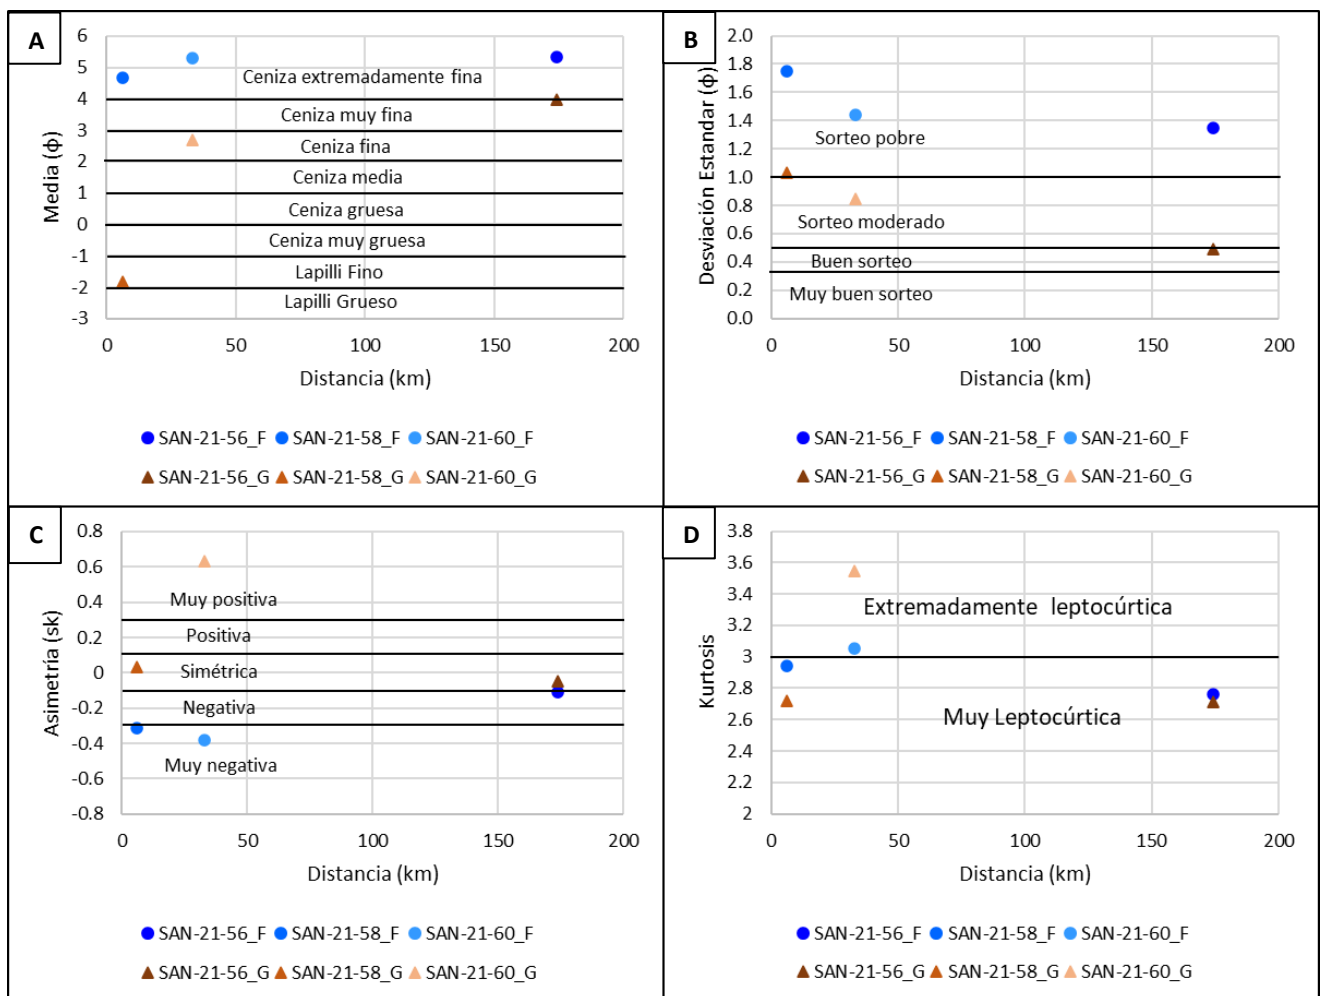 A
Media (ϕ)
6
5
4
3
2
1
0
-1
-2
-3
Ceniza extremadamente fina
Ceniza muy fina
Ceniza fina
Ceniza media
Ceniza gruesa
Ceniza muy gruesa
Lapilli Fino
Lapilli Grueso
0 50 100 150 200
Distancia (km)
SAN-21-56_F SAN-21-58_F SAN-21-60_F
SAN-21-56_G SAN-21-58_G SAN-21-60_G
B
Desviación Estandar (ϕ)
2.0
1.8
1.6
1.4
1.2
1.0
0.8
0.6
0.4
0.2
0.0
Sorteo pobre
Sorteo moderado
Buen sorteo
Muy buen sorteo
0 50 100 150 200
Distancia (km)
SAN-21-56_F SAN-21-58_F SAN-21-60_F
SAN-21-56_G SAN-21-58_G SAN-21-60_G
C
Asimetría (sk)
0.8
0.6
0.4
0.2
0
-0.2
-0.4
-0.6
-0.8
Muy positiva
Positiva
Simétrica
Negativa
Muy negativa
0 50 100 150 200
Distancia (km)
SAN-21-56_F SAN-21-58_F SAN-21-60_F
SAN-21-56_G SAN-21-58_G SAN-21-60_G
D
Kurtosis
3.8
3.6
3.4
3.2
3
2.8
2.6
2.4
2.2
2
Extremadamente leptocúrtica
Muy Leptocúrtica
0 50 100 150 200
Distancia (km)
SAN-21-56_F SAN-21-58_F SAN-21-60_F
SAN-21-56_G SAN-21-58_G SAN-21-60_G